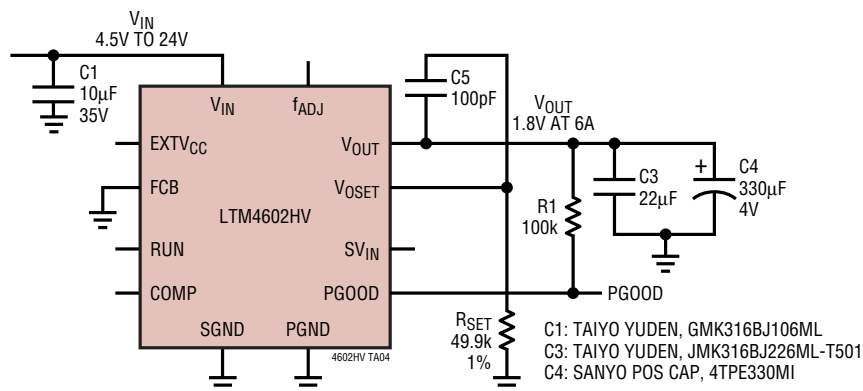 VIN
4.5V TO 24V
C1
10μF
35V
VIN
fADJ
C5
100pF
VOUT
1.8V AT 6A
EXTVCC
VOUT
FCB
VOSET
LTM4602HV
R1
100k
C3
22μF
+
C4
330μF
4V
RUN
SVIN
COMP
PGOOD
PGOOD
SGND
PGND
RSET
49.9k
1%
4602HV TA04
C1: TAIYO YUDEN, GMK316BJ106ML
C3: TAIYO YUDEN, JMK316BJ226ML-T501
C4: SANYO POS CAP, 4TPE330MI